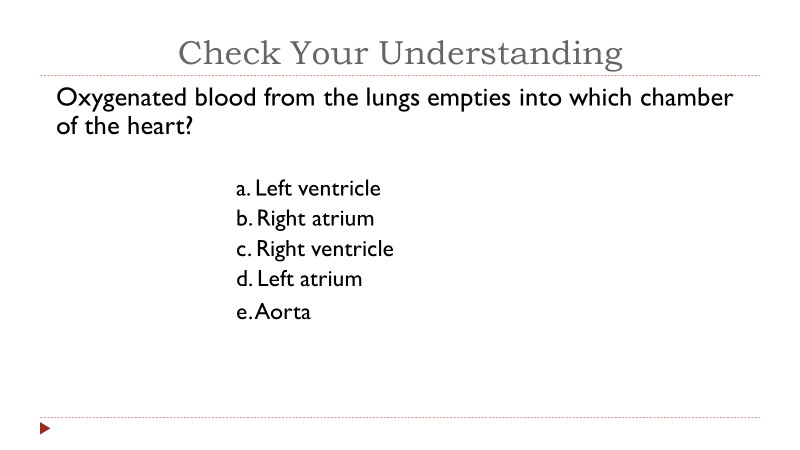 Check Your Understanding
Oxygenated blood from the lungs empties into which chamber
of the heart?
a. Left ventricle
b. Right atrium
c. Right ventricle
d. Left atrium
e. Aorta